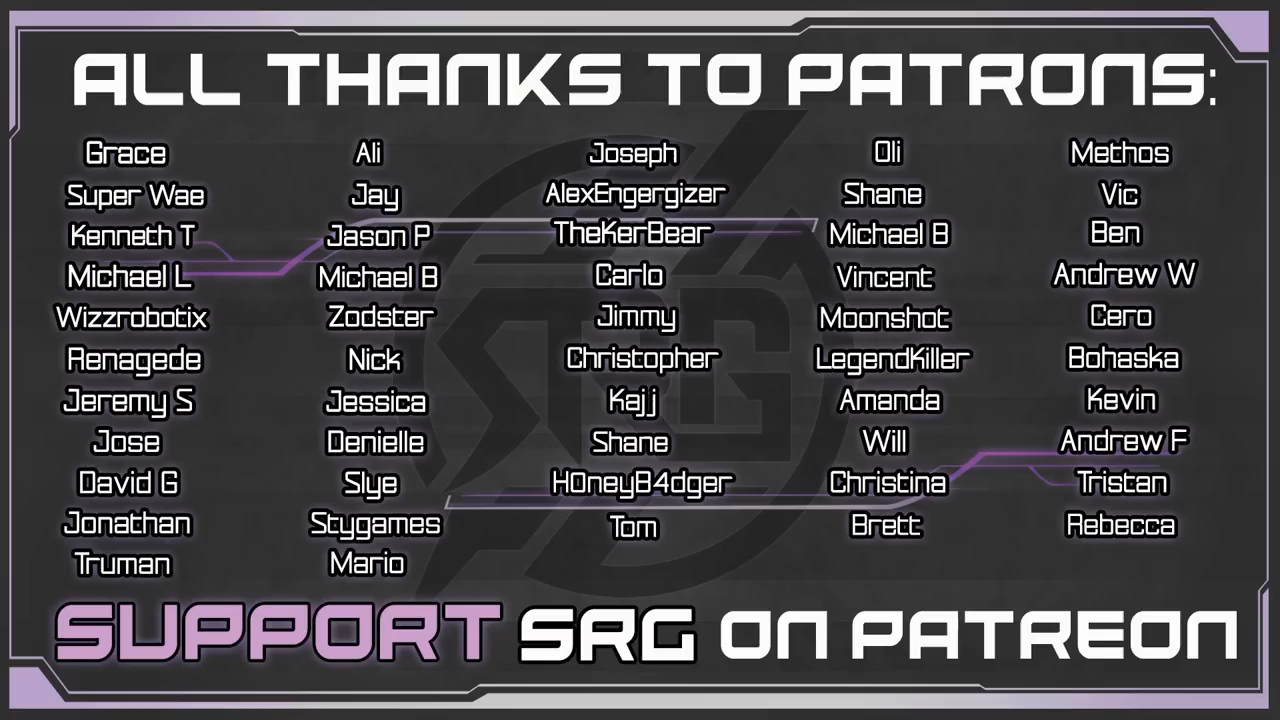 ALL THANKS TO PATRONS:
Grace Ali Joseph Oli Methos
Super Wae Jay AlexEngergizer Shane Vic
Kenneth T Jason P TheKerBear Michael B Ben
Michael L Michael B Carlo Vincent Andrew W
Wizzrobotix Zodster Jimmy Moonshot Cero
Renagede Nick Christopher LegendKiller Bohaska
Jeremy S Jessica Kajj Amanda Kevin
Jose Denielle Shane Will Andrew F
David G Slye H0neyB4dger Christina Tristan
Jonathan Stygames Tom Brett Rebecca
Truman Mario
SUPPORT SRG ON PATREON